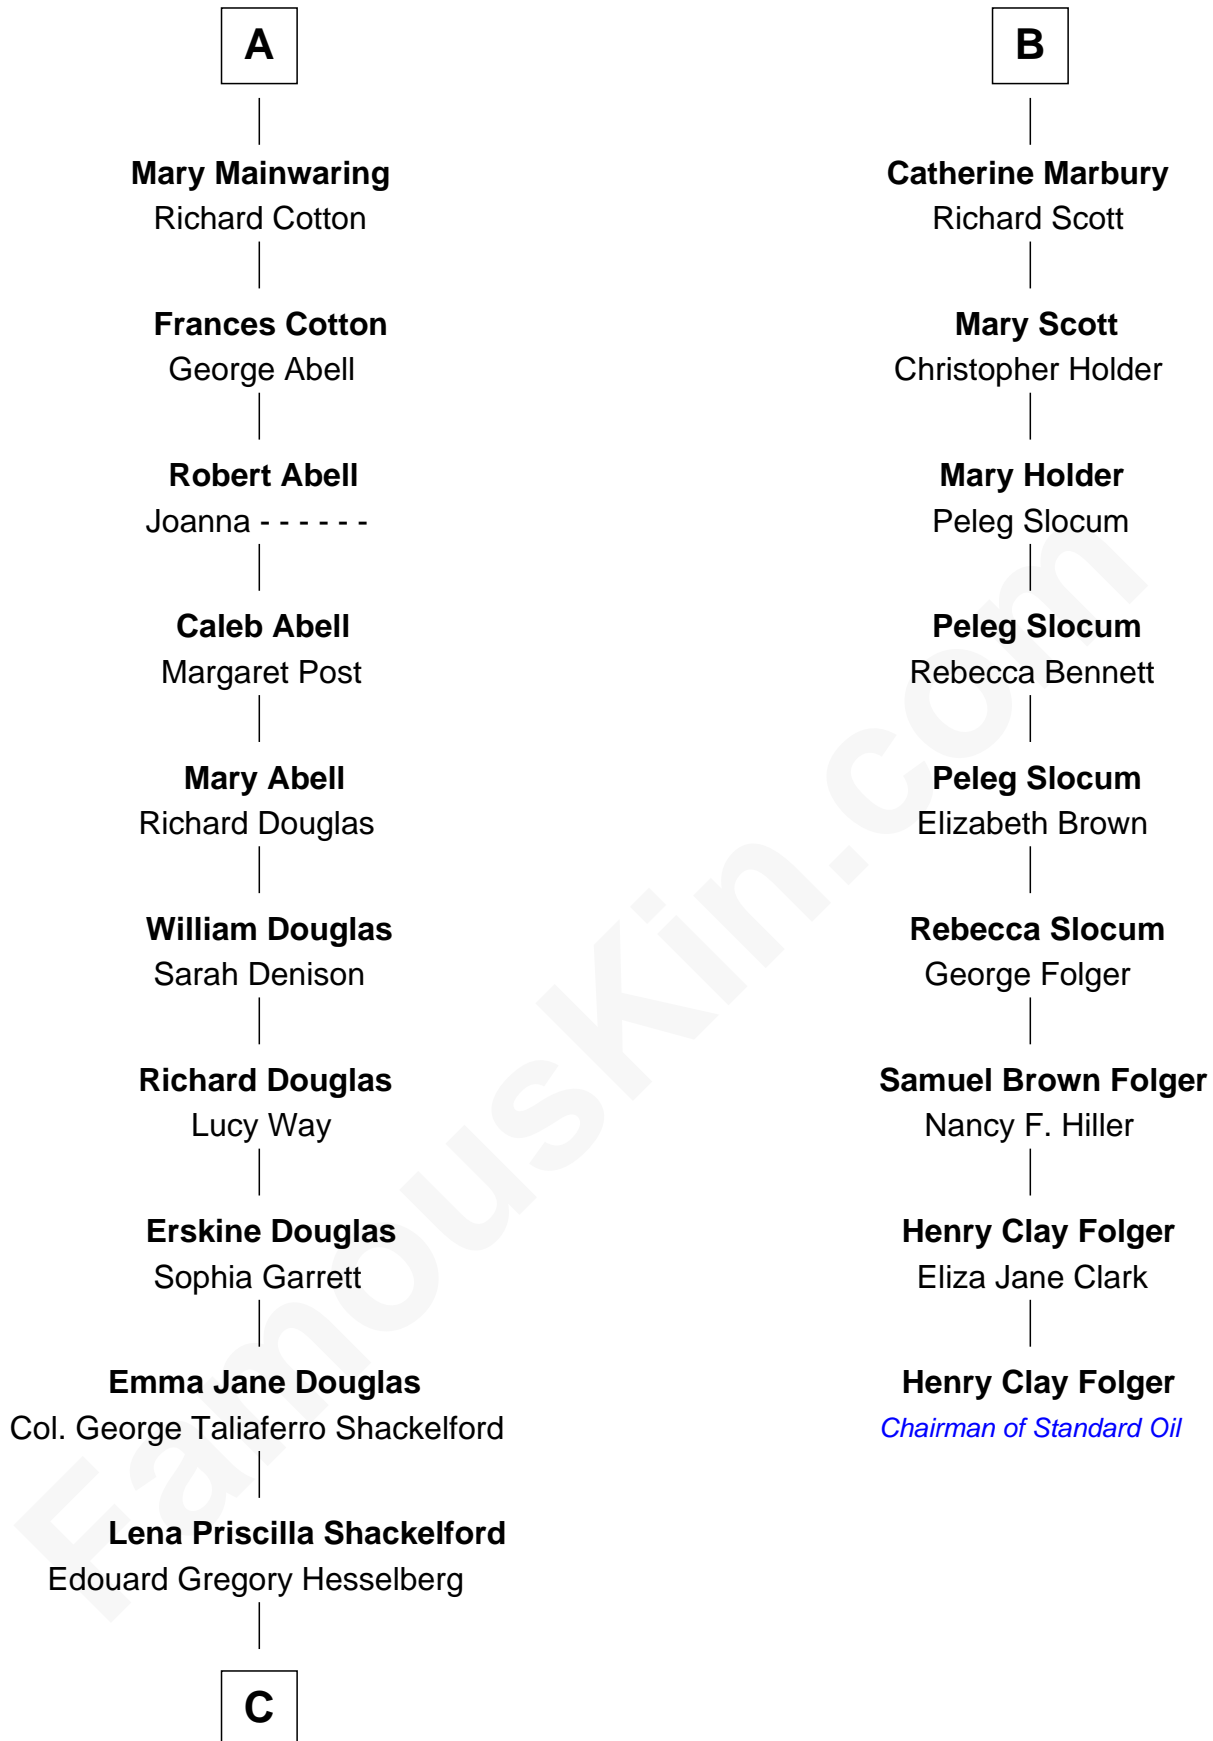 A
Mary Mainwaring
Richard Cotton
Frances Cotton
George Abell
Robert Abell
Joanna - - - - - -
Caleb Abell
Margaret Post
Mary Abell
Richard Douglas
William Douglas
Sarah Denison
Richard Douglas
Lucy Way
Erskine Douglas
Sophia Garrett
Emma Jane Douglas
Col. George Taliaferro Shackelford
Lena Priscilla Shackelford
Edouard Gregory Hesselberg
C
B
Catherine Marbury
Richard Scott
Mary Scott
Christopher Holder
Mary Holder
Peleg Slocum
Peleg Slocum
Rebecca Bennett
Peleg Slocum
Elizabeth Brown
Rebecca Slocum
George Folger
Samuel Brown Folger
Nancy F. Hiller
Henry Clay Folger
Eliza Jane Clark
Henry Clay Folger
Chairman of Standard Oil
FamousKin.com